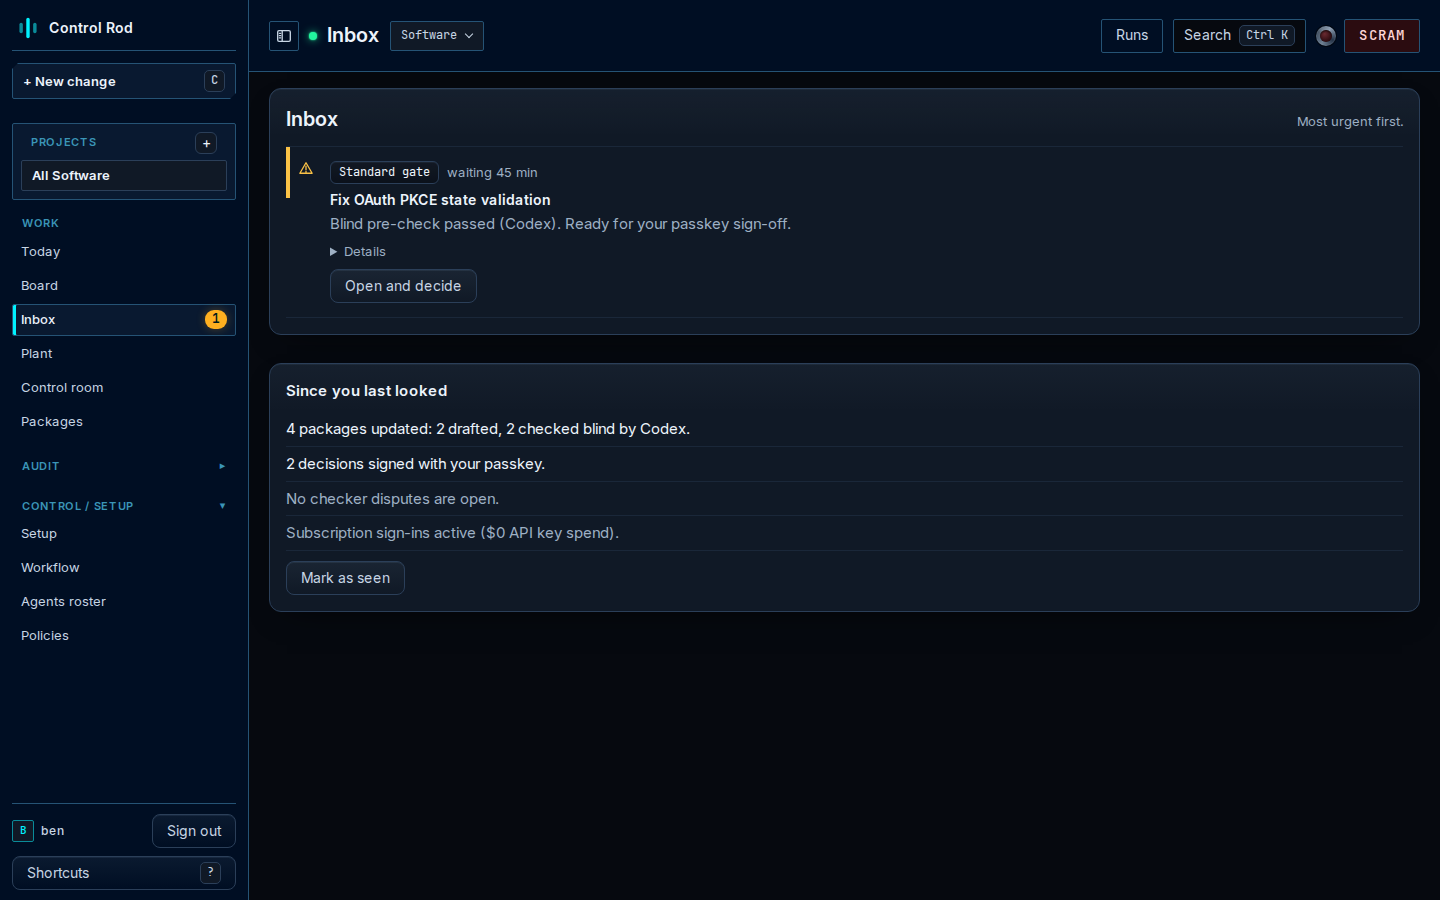 Control Rod
+ New change C
PROJECTS +
All Software
WORK
Today
Board
Inbox 1
Plant
Control room
Packages
AUDIT
CONTROL / SETUP
Setup
Workflow
Agents roster
Policies
B ben Sign out
Shortcuts ?
Inbox Software Runs Search Ctrl K SCRAM
Inbox Most urgent first.
Standard gate waiting 45 min
Fix OAuth PKCE state validation
Blind pre-check passed (Codex). Ready for your passkey sign-off.
Details
Open and decide
Since you last looked
4 packages updated: 2 drafted, 2 checked blind by Codex.
2 decisions signed with your passkey.
No checker disputes are open.
Subscription sign-ins active ($0 API key spend).
Mark as seen